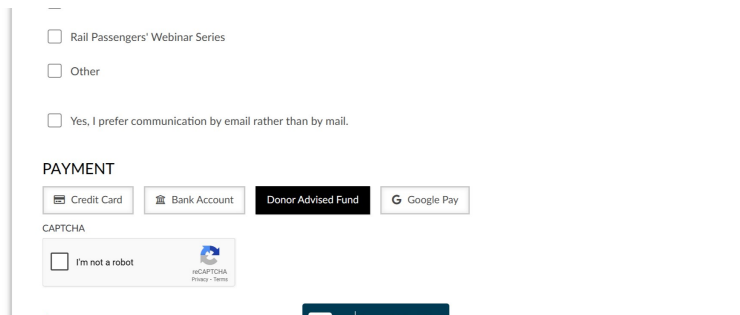 Rail Passengers' Webinar Series
Other
Yes, I prefer communication by email rather than by mail.
PAYMENT
Credit Card Bank Account Donor Advised Fund G Google Pay
CAPTCHA
I'm not a robot
reCAPTCHA
Privacy - Terms